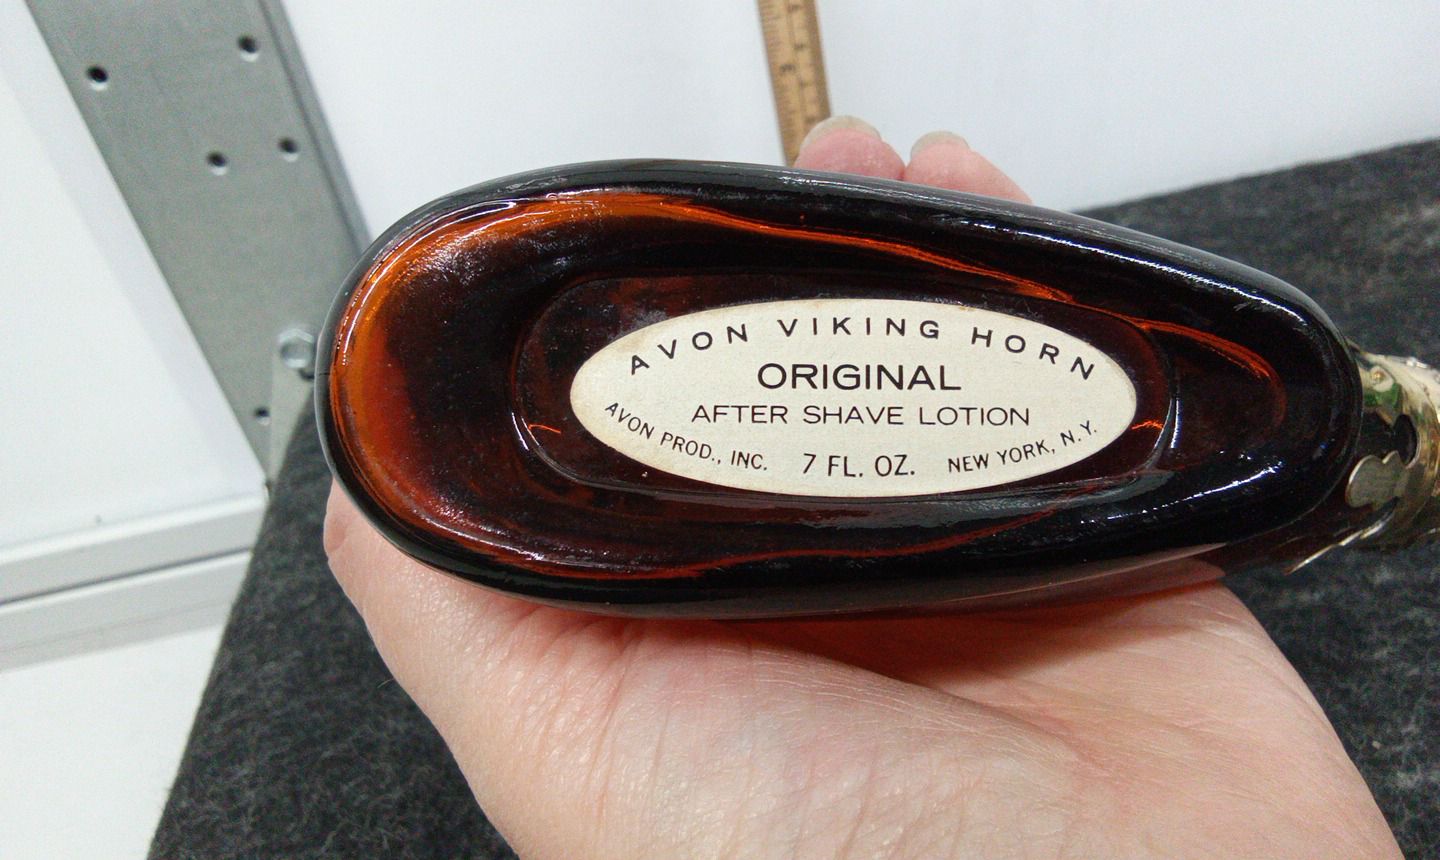 AVON VIKING HORN
ORIGINAL
AFTER SHAVE LOTION
AVON PROD., INC. 7 FL. OZ. NEW YORK, N.Y.